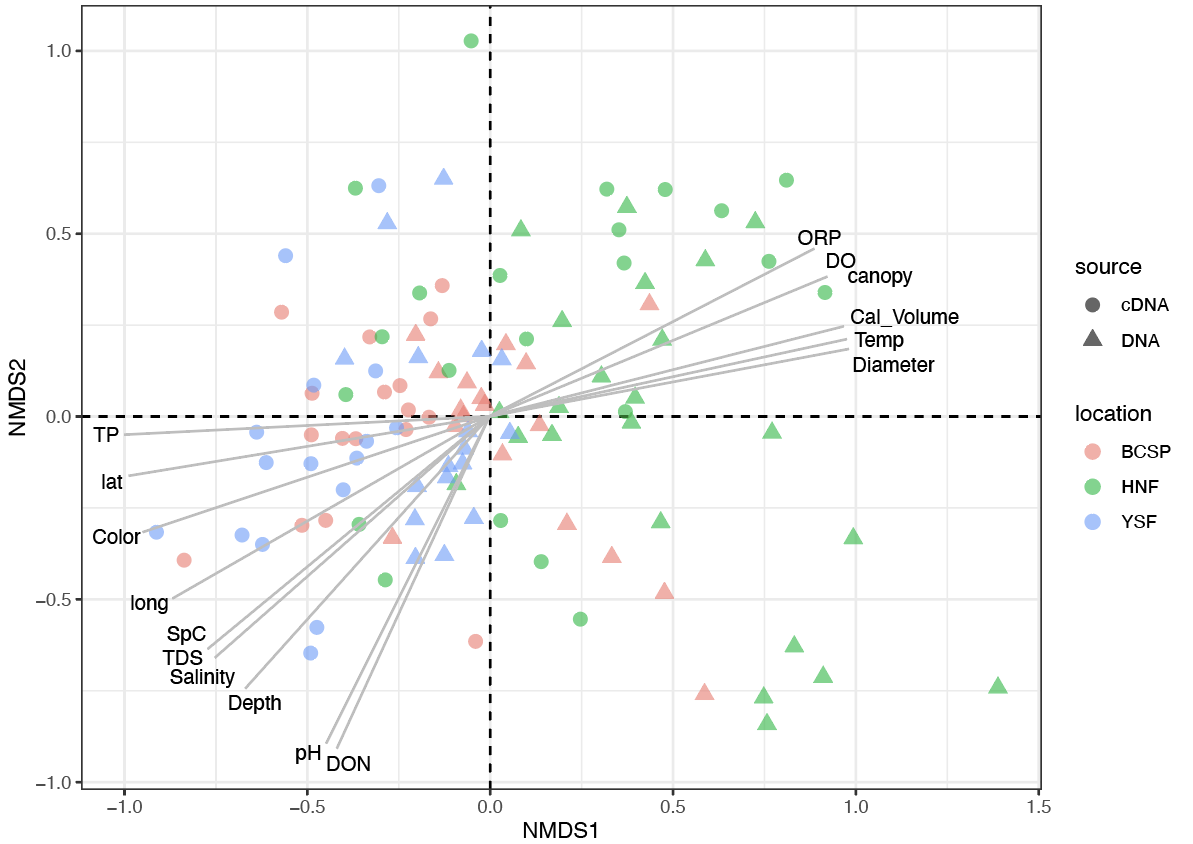 1.0
0.5
0.0
−0.5
−1.0
NMDS2
ORP
DO
canopy
Cal_Volume
Temp
Diameter
TP
lat
Color
long
SpC
TDS
Salinity
Depth
pH
DON
−1.0
−0.5
0.0
0.5
1.0
1.5
NMDS1
source
cDNA
DNA
location
BCSP
HNF
YSF